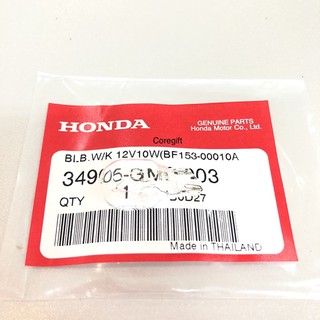 Coregift
HONDA
GENUINE PARTS
Honda Motor Co., Ltd.
BLB.W/K 12V10W(BF153-00010A
QTY 1
Made in THAILAND